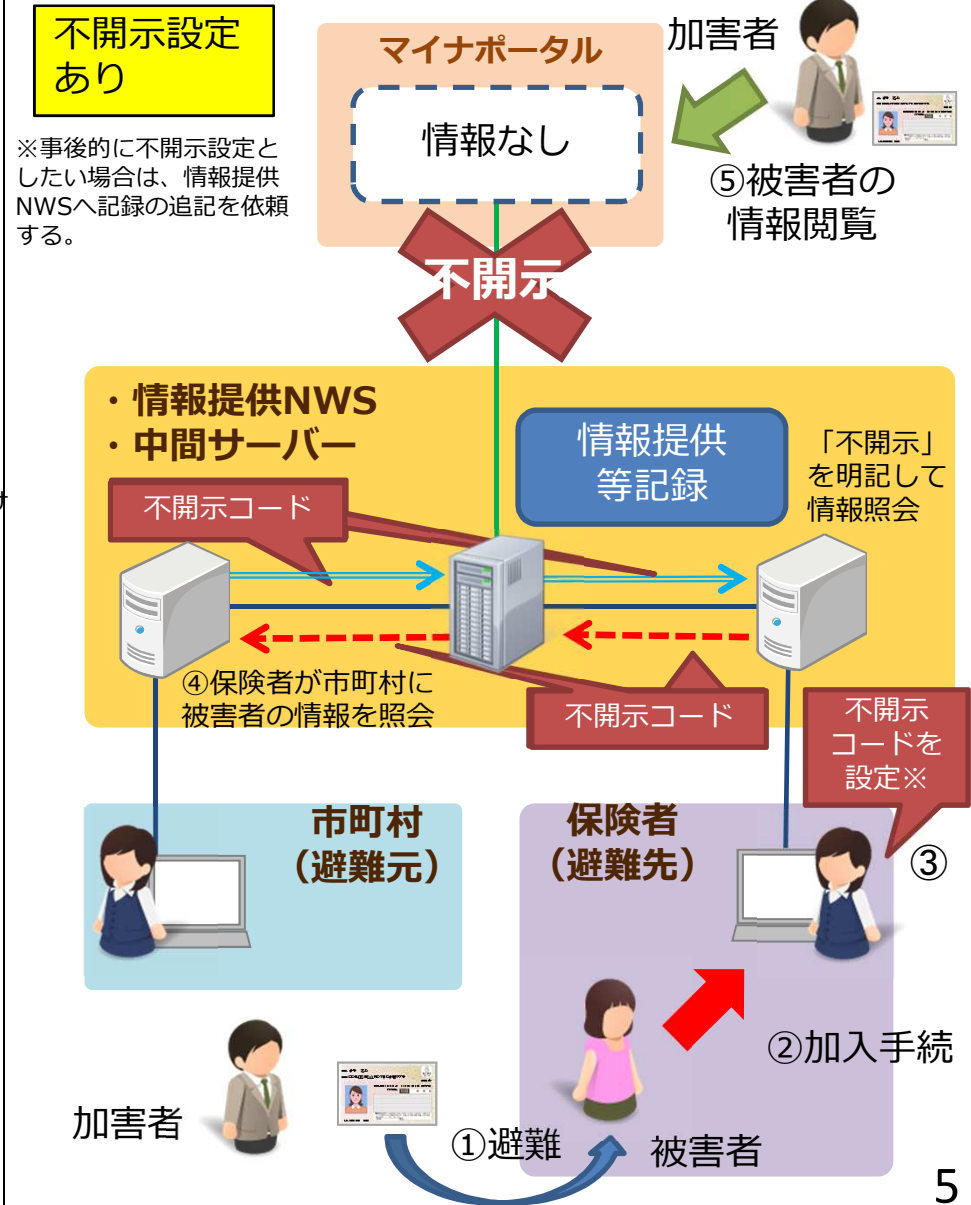 不開示設定
あり
※事後的に不開示設定と
したい場合は、情報提供
NWSへ記録の追記を依頼
する。
マイナポータル
情報なし
加害者
⑤被害者の
情報閲覧
不開示
・情報提供NWS
・中間サーバー
情報提供
等記録
「不開示」
を明記して
情報照会
不開示コード
④保険者が市町村に
被害者の情報を照会
不開示コード
不開示
コードを
設定※
③
市町村
（避難元）
保険者
（避難先）
②加入手続
加害者
①避難
被害者
5